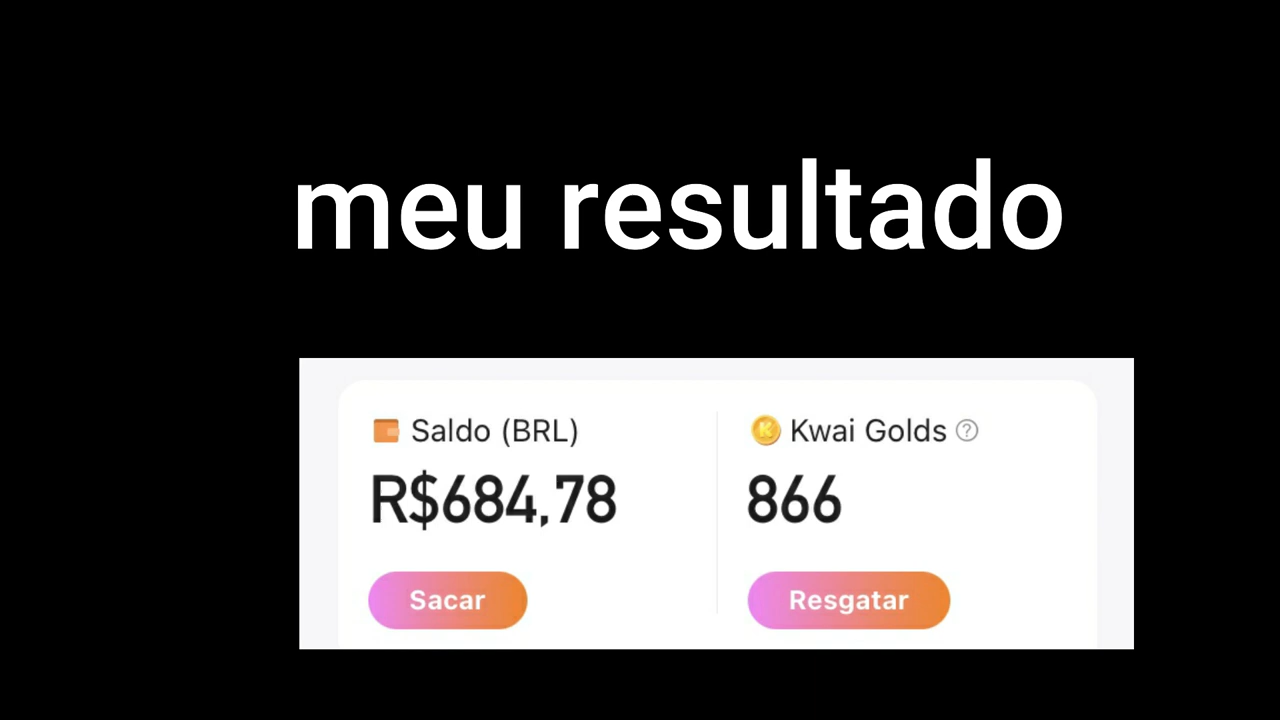 meu resultado
Saldo (BRL)
Kwai Golds ?
R$684,78
866
Sacar
Resgatar